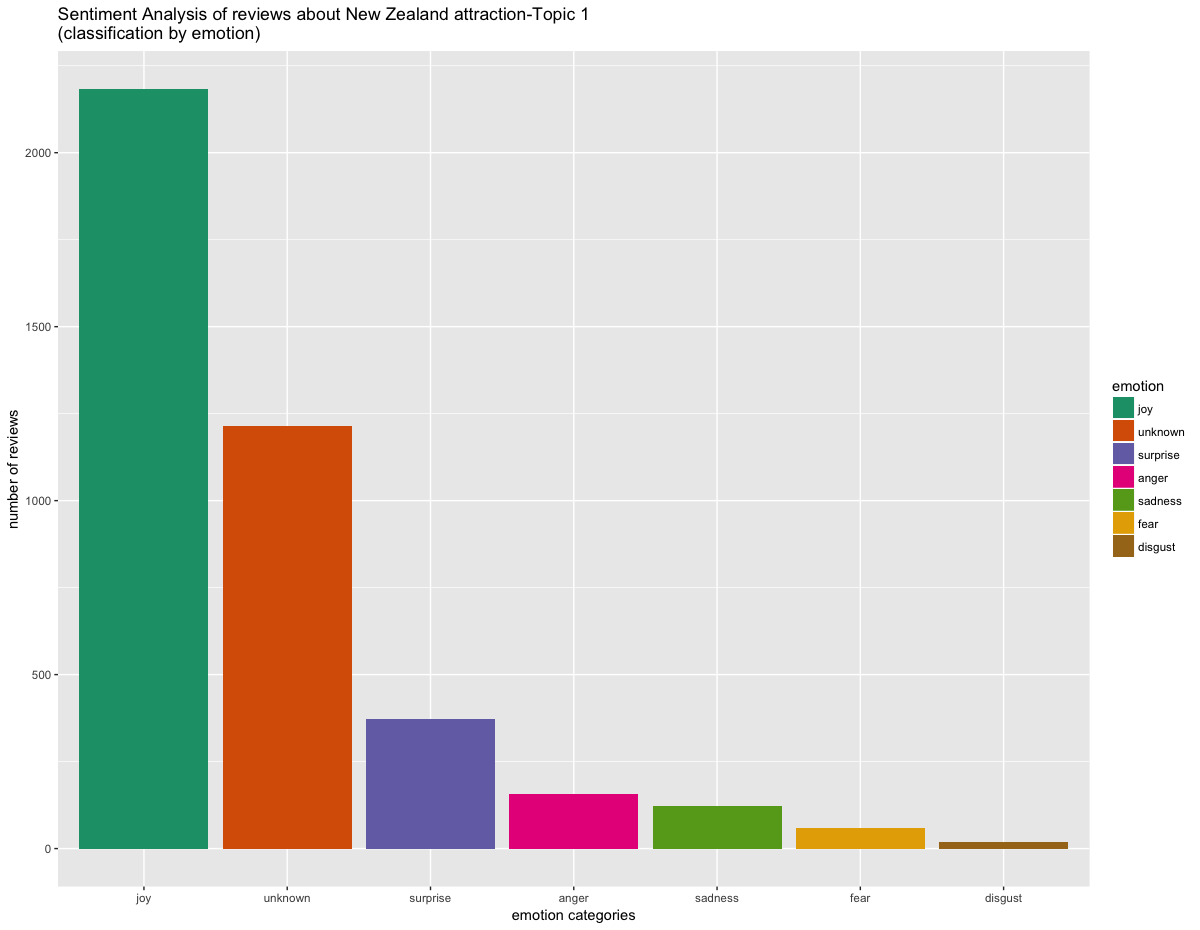 Sentiment Analysis of reviews about New Zealand attraction-Topic 1
(classification by emotion)
number of reviews
2000
1500
1000
500
0
joy
unknown
surprise
anger
sadness
fear
disgust
emotion categories
emotion
joy
unknown
surprise
anger
sadness
fear
disgust